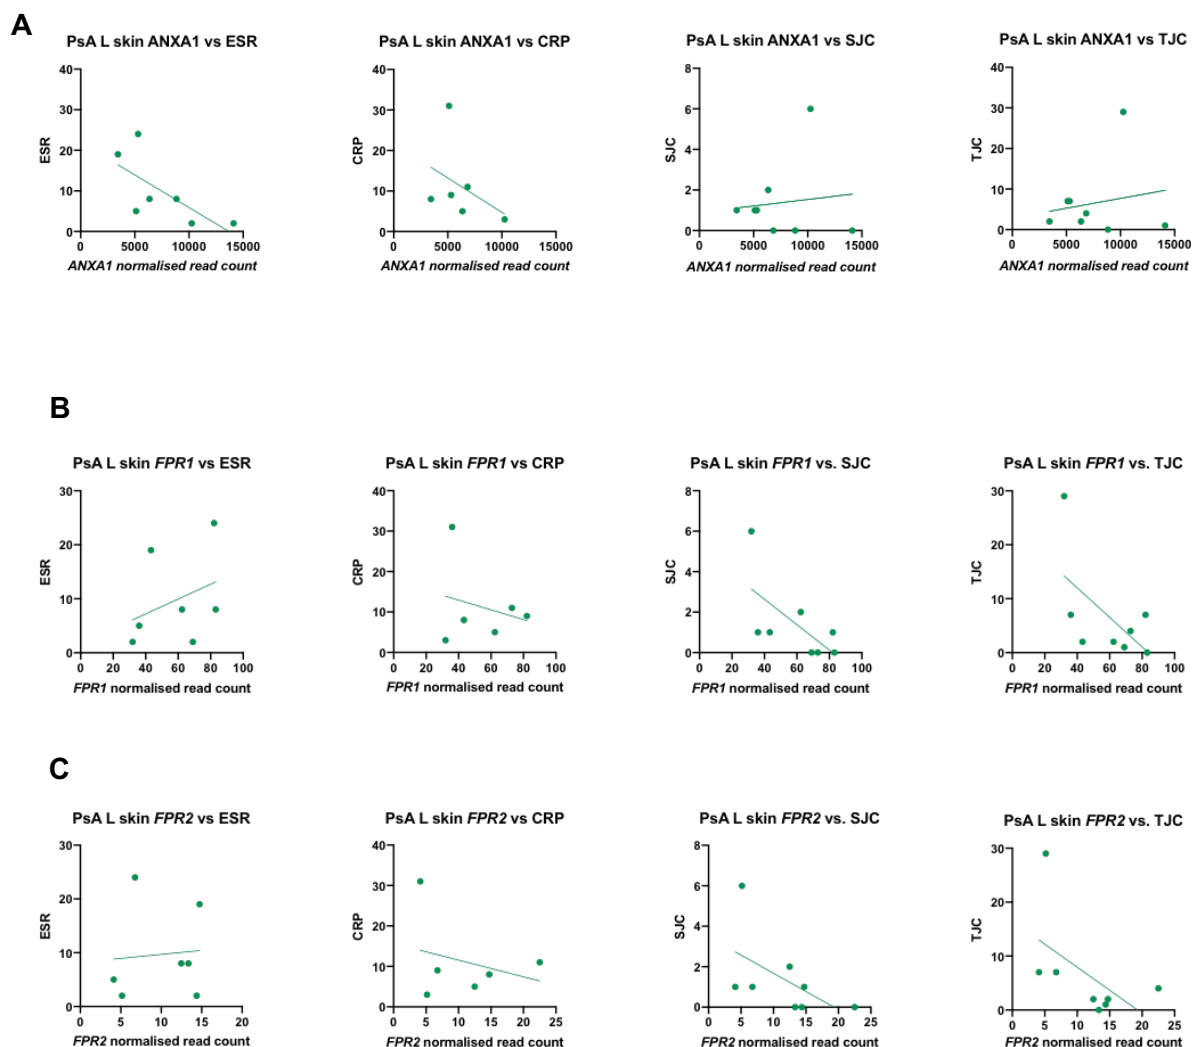 A
PsA L skin ANXA1 vs ESR
40
30
20
10
0
ESR
0 5000 10000 15000
ANXA1 normalised read count
PsA L skin ANXA1 vs CRP
40
30
20
10
0
CRP
0 5000 10000 15000
ANXA1 normalised read count
PsA L skin ANXA1 vs SJC
8
6
4
2
0
SJC
0 5000 10000 15000
ANXA1 normalised read count
PsA L skin ANXA1 vs TJC
40
30
20
10
0
TJC
0 5000 10000 15000
ANXA1 normalised read count
B
PsA L skin FPR1 vs ESR
30
20
10
0
ESR
0 20 40 60 80 100
FPR1 normalised read count
PsA L skin FPR1 vs CRP
40
30
20
10
0
CRP
0 20 40 60 80 100
FPR1 normalised read count
PsA L skin FPR1 vs. SJC
8
6
4
2
0
SJC
0 20 40 60 80 100
FPR1 normalised read count
PsA L skin FPR1 vs. TJC
30
20
10
0
TJC
0 20 40 60 80 100
FPR1 normalised read count
C
PsA L skin FPR2 vs ESR
30
20
10
0
ESR
0 5 10 15 20
FPR2 normalised read count
PsA L skin FPR2 vs CRP
40
30
20
10
0
CRP
0 5 10 15 20 25
FPR2 normalised read count
PsA L skin FPR2 vs. SJC
8
6
4
2
0
SJC
0 5 10 15 20 25
FPR2 normalised read count
PsA L skin FPR2 vs. TJC
30
20
10
0
TJC
0 5 10 15 20 25
FPR2 normalised read count